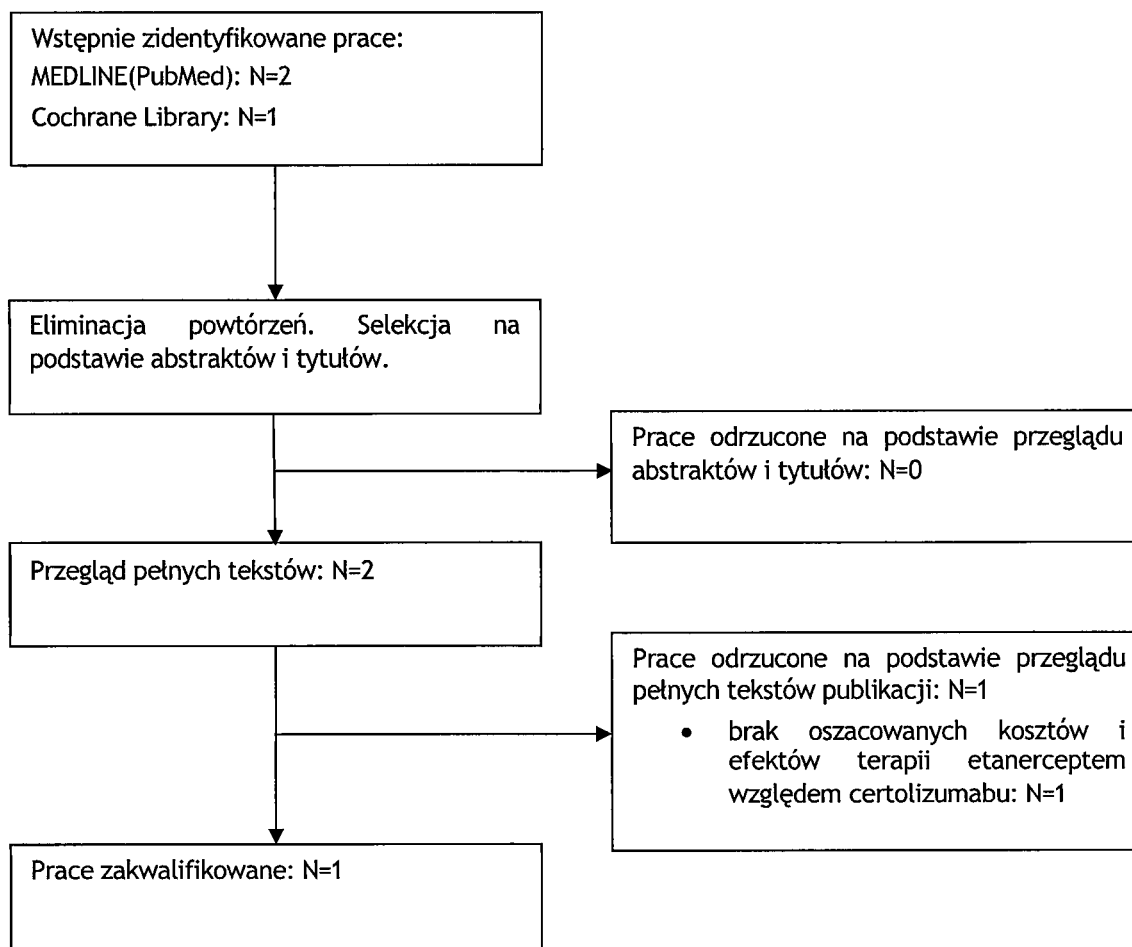 Wstępnie zidentyfikowane prace:
MEDLINE(PubMed): N=2
Cochrane Library: N=1
Eliminacja powtórzeń. Selekcja na
podstawie abstraktów i tytułów.
Prace odrzucone na podstawie przeglądu
abstraktów i tytułów: N=0
Przegląd pełnych tekstów: N=2
Prace odrzucone na podstawie przeglądu
pełnych tekstów publikacji: N=1
• brak oszacowanych kosztów i
efektów terapii etanerceptem
względem certolizumabu: N=1
Prace zakwalifikowane: N=1